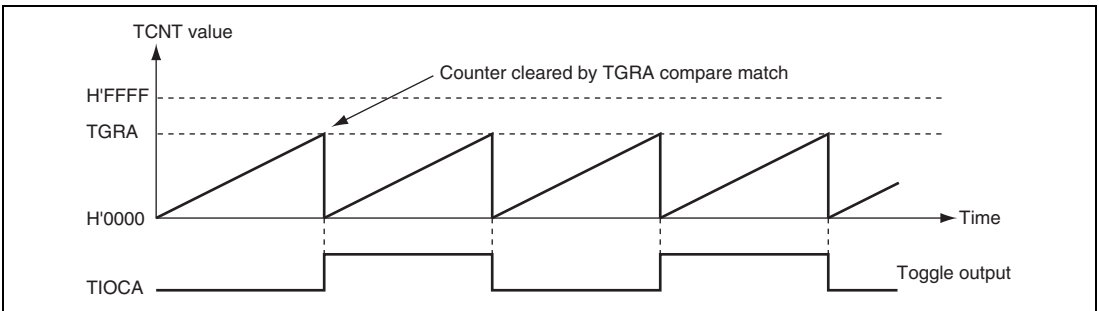 TCNT value
Counter cleared by TGRA compare match
H'FFFF
TGRA
H'0000
Time
Toggle output
TIOCA